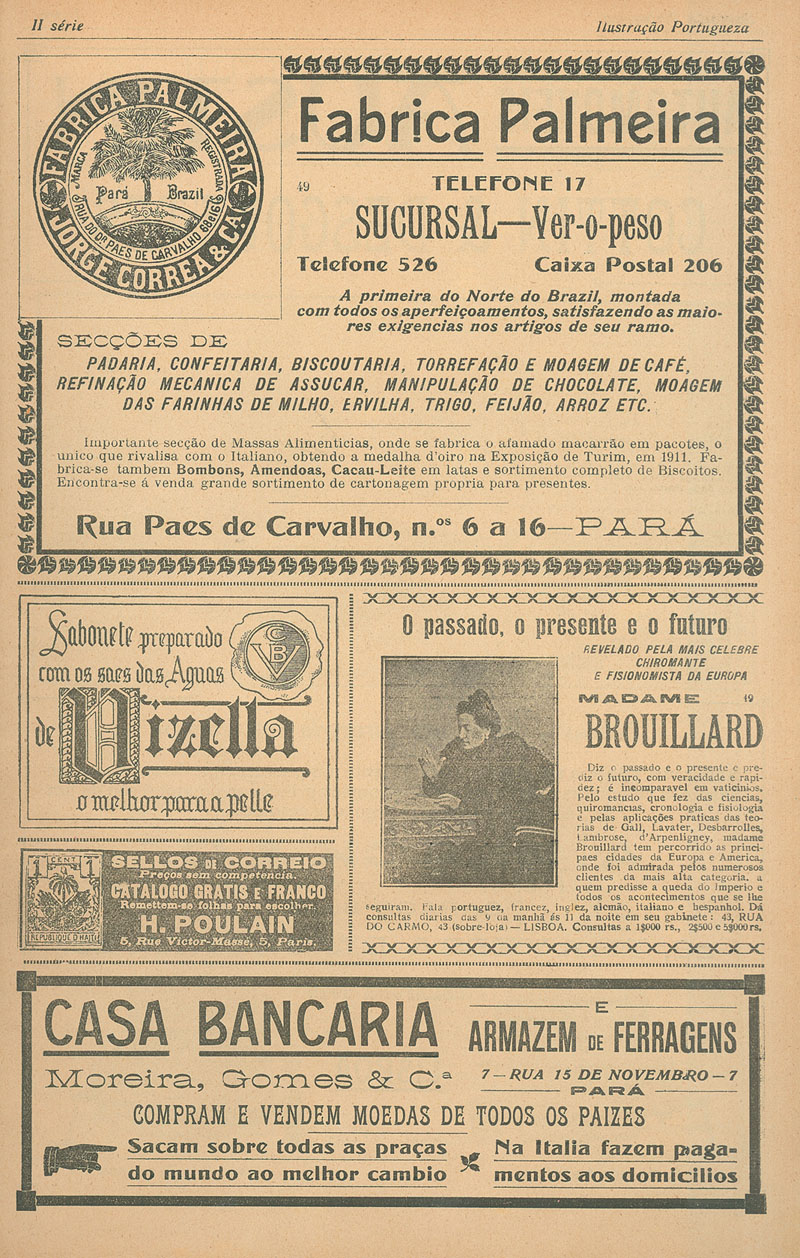 II série
Ilustração Portugueza
FABRICA PALMEIRA
MARCA
REGISTRADA
Pará Brazil
RUA DO Dr PAES DE CARVALHO 6816
JORGE CORREA & CA
Fabrica Palmeira
49 TELEFONE 17
SUCURSAL—Ver-o-peso
Telefone 526 Caixa Postal 206
A primeira do Norte do Brazil, montada
com todos os aperfeiçoamentos, satisfazendo as maio-
res exigencias nos artigos de seu ramo.
SECÇÕES DE
PADARIA, CONFEITARIA, BISCOUTARIA, TORREFAÇÃO E MOAGEM DE CAFÉ,
REFINAÇÃO MECANICA DE ASSUCAR, MANIPULAÇÃO DE CHOCOLATE, MOAGEM
DAS FARINHAS DE MILHO, ERVILHA, TRIGO, FEIJÃO, ARROZ ETC.
Importante secção de Massas Alimenticias, onde se fabrica o afamado macarrão em pacotes, o
unico que rivalisa com o Italiano, obtendo a medalha d'oiro na Exposição de Turim, em 1911. Fa-
brica-se tambem Bombons, Amendoas, Cacau-Leite em latas e sortimento completo de Biscoitos.
Encontra-se á venda grande sortimento de cartonagem propria para presentes.
Rua Paes de Carvalho, n.os 6 a 16—PARÁ
Sabonete preparado
com os saes das Aguas
de Vizella
o melhor para a pelle
CBV
1 CENT 1
REPUBLIQUE D'HAITI
SELLOS DE CORREIO
Preços sem competencia.
CATALOGO GRATIS E FRANCO
Remettem-se folhas para escolher.
H. POULAIN
5, Rue Victor-Massé, 5, Paris.
O passado, o presente e o futuro
REVELADO PELA MAIS CELEBRE
CHIROMANTE
E FISIONOMISTA DA EUROPA
MADAME 19
BROUILLARD
Diz o passado e o presente e pre-
diz o futuro, com veracidade e rapi-
dez; é incomparavel em vaticinios.
Pelo estudo que fez das ciencias,
quiromancias, cronologia e fisiologia
e pelas aplicações praticas das teo-
rias de Gall, Lavater, Desbarrolles,
Lambrose, d'Arpenligney, madame
Brouillard tem percorrido as princi-
paes cidades da Europa e America,
onde foi admirada pelos numerosos
clientes da mais alta categoria, a
quem predisse a queda do Imperio e
todos os acontecimentos que se lhe
seguiram. Fala portuguez, francez, inglez, alemão, italiano e hespanhol. Dá
consultas diarias das 9 da manhã ás 11 da noite em seu gabinete: 43, RUA
DO CARMO, 43 (sobre-loja)—LISBOA. Consultas a 1$000 rs., 2$500 e 5$000 rs.
CASA BANCARIA
E
ARMAZEM DE FERRAGENS
Moreira, Gomes & C.ª
7—RUA 15 DE NOVEMBRO—7
PARÁ
COMPRAM E VENDEM MOEDAS DE TODOS OS PAIZES
Sacam sobre todas as praças
do mundo ao melhor cambio
Na Italia fazem paga-
mentos aos domicilios